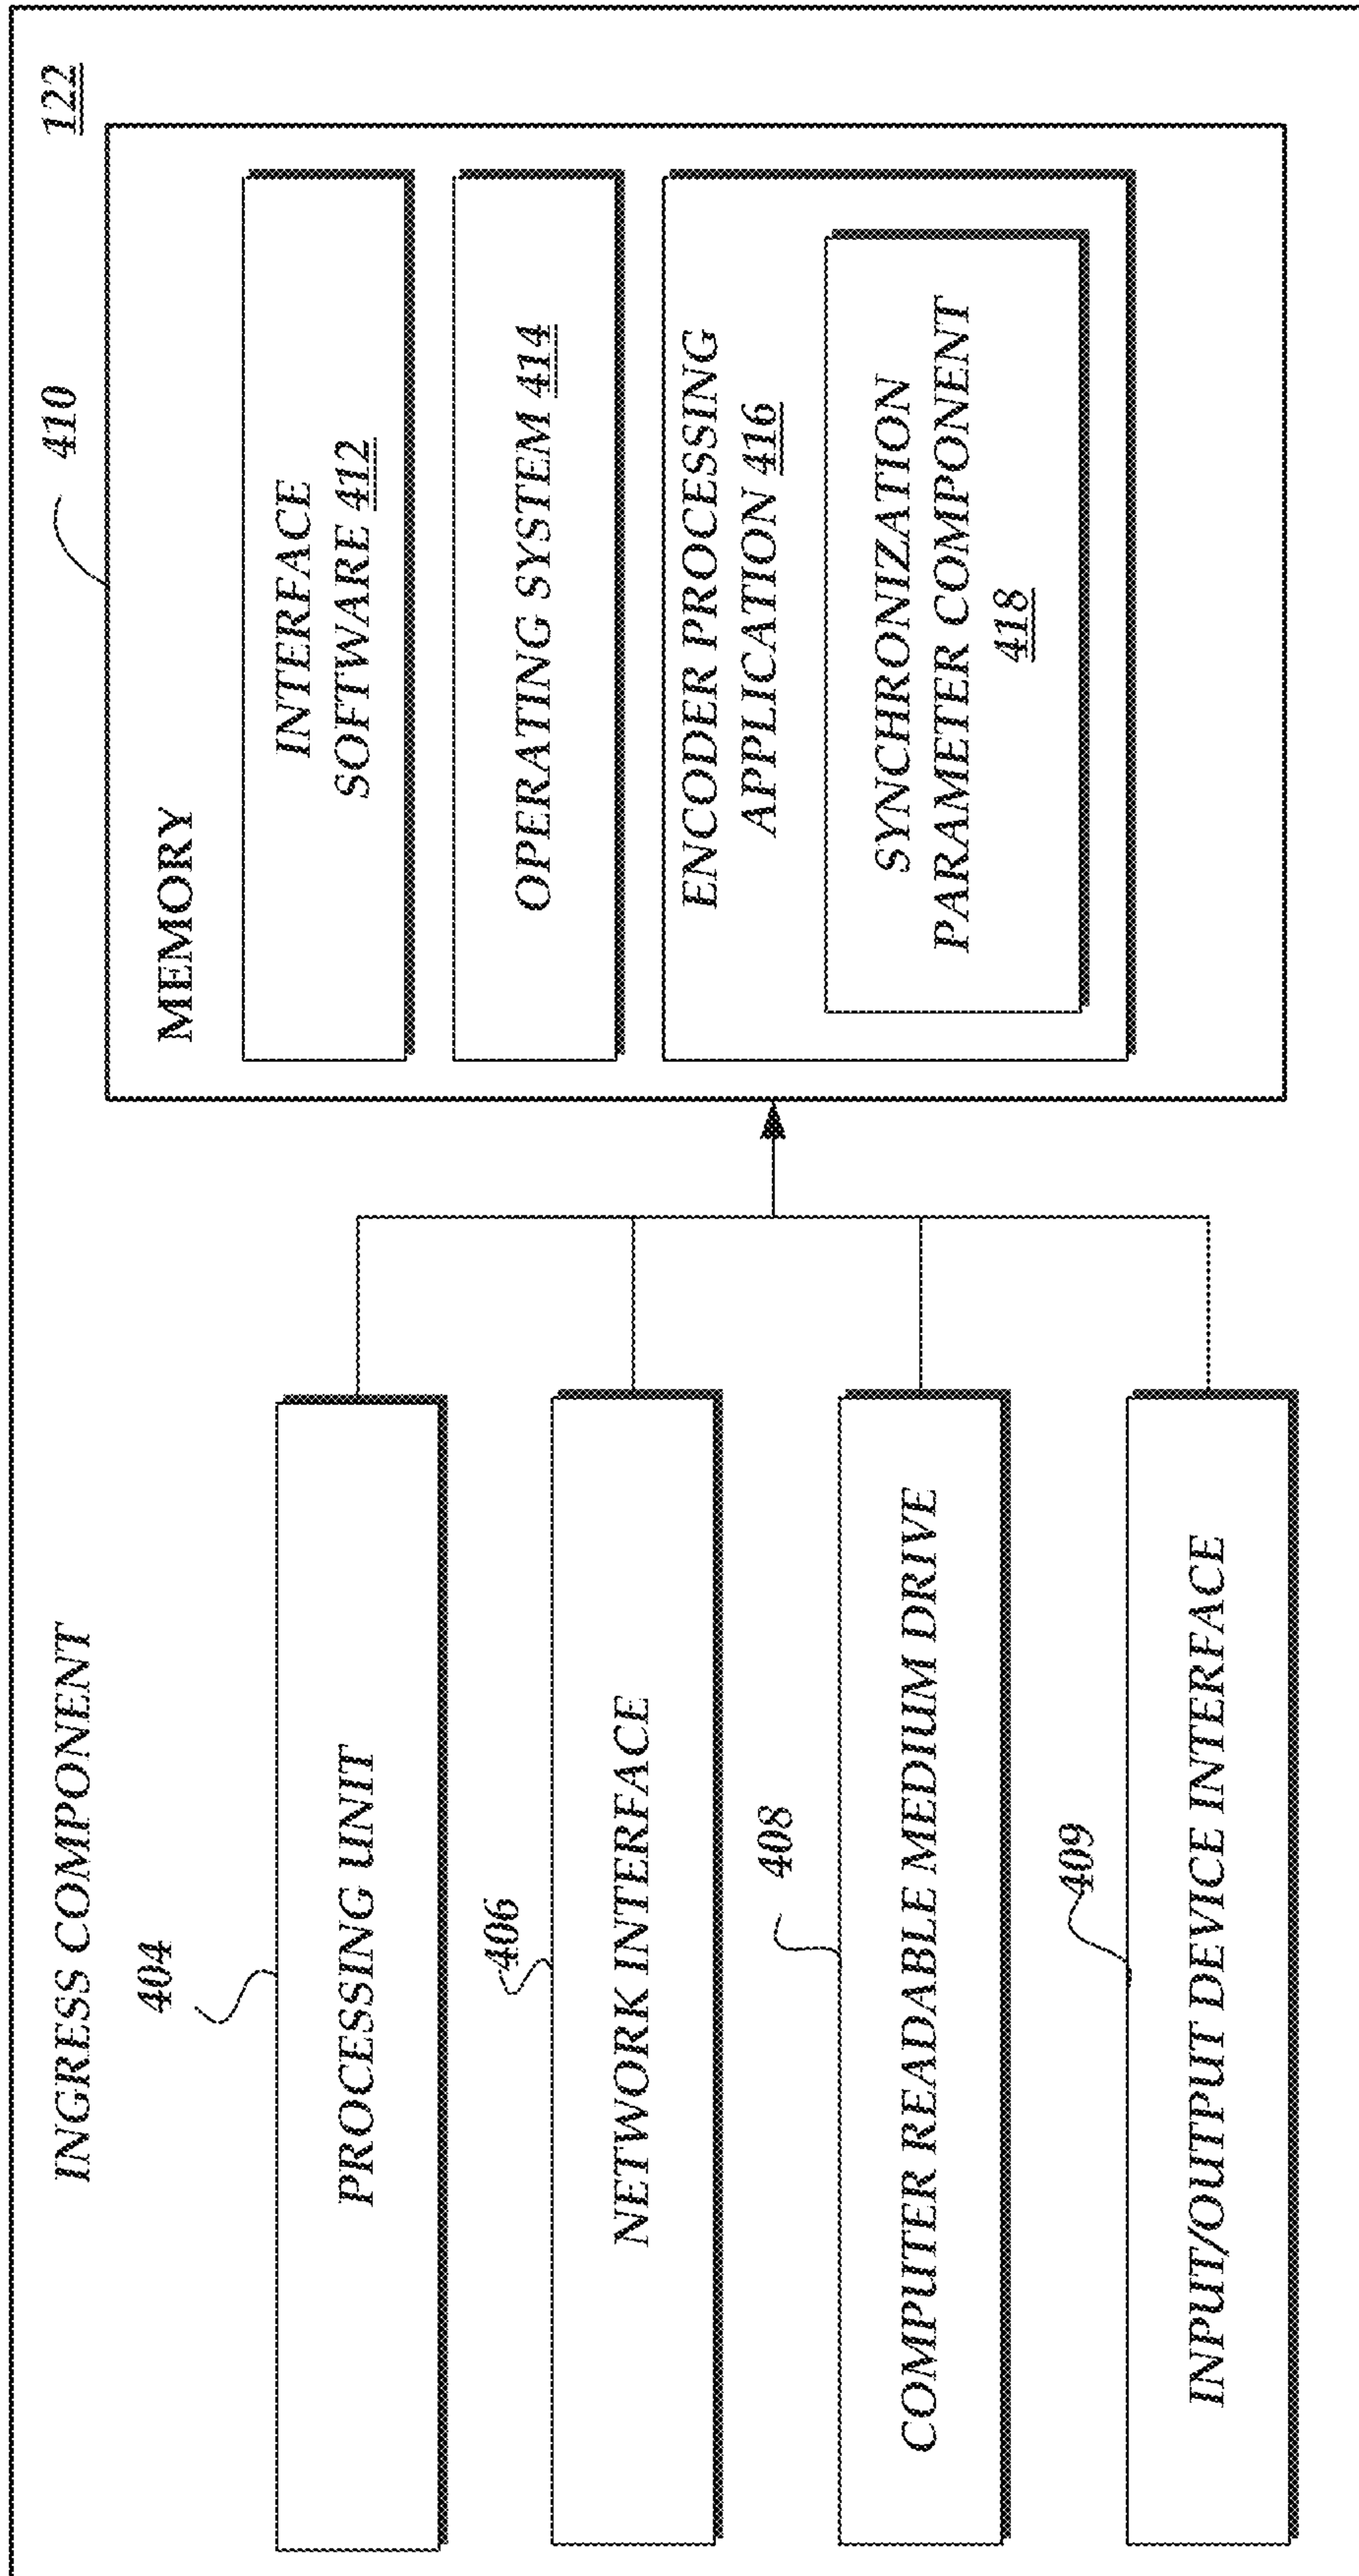 INGRESS COMPONENT
122
404
PROCESSING UNIT
406
NETWORK INTERFACE
408
COMPUTER READABLE MEDIUM DRIVE
409
INPUT/OUTPUT DEVICE INTERFACE
410
MEMORY
INTERFACE
SOFTWARE 412
OPERATING SYSTEM 414
ENCODER PROCESSING
APPLICATION 416
SYNCHRONIZATION
PARAMETER COMPONENT
418